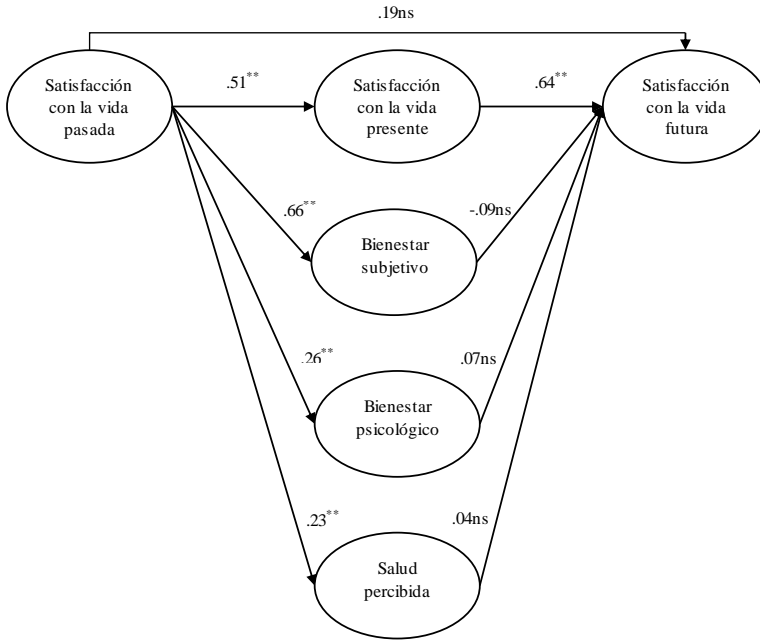 .19ns
Satisfacción
con la vida
pasada
.51**
Satisfacción
con la vida
presente
.64**
Satisfacción
con la vida
futura
.66**
-.09ns
Bienestar
subjetivo
.26**
.07ns
Bienestar
psicológico
.23**
.04ns
Salud
percibida